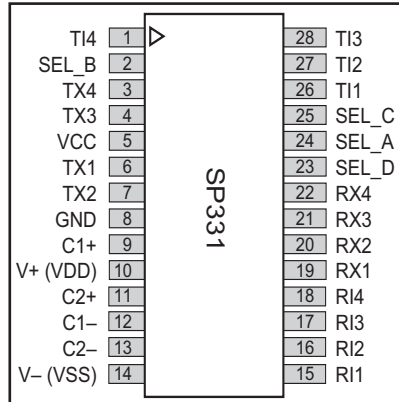 TI4 1 28 TI3
SEL_B 2 27 TI2
TX4 3 26 TI1
TX3 4 25 SEL_C
VCC 5 24 SEL_A
TX1 6 23 SEL_D
TX2 7 22 RX4
GND 8 21 RX3
C1+ 9 20 RX2
V+ (VDD) 10 19 RX1
C2+ 11 18 RI4
C1– 12 17 RI3
C2– 13 16 RI2
V– (VSS) 14 15 RI1
SP331